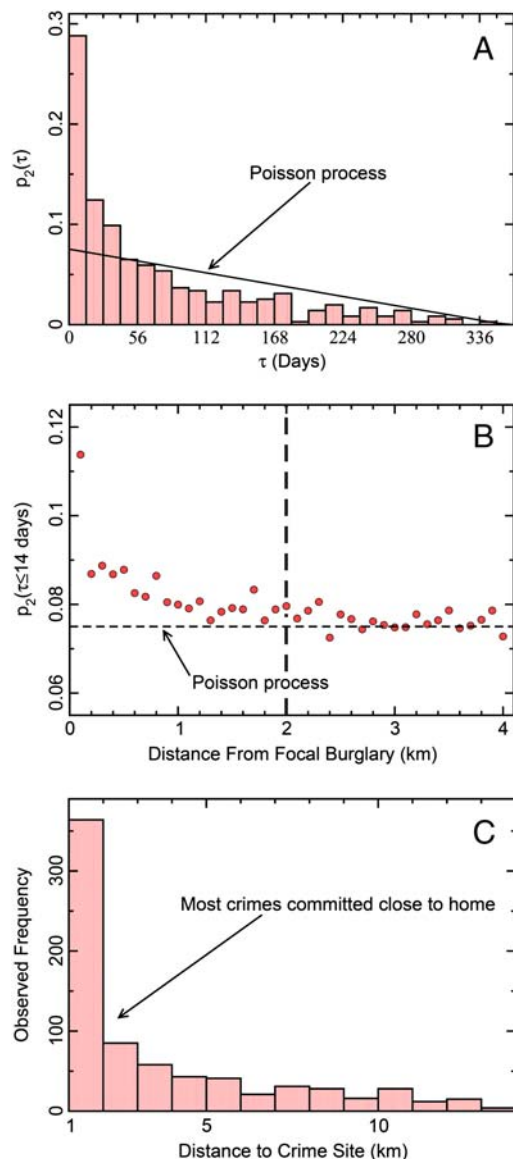 A
0.3
0.2
0.1
0
p2(τ)
Poisson process
0
56
112
168
224
280
336
τ (Days)
B
0.12
0.1
0.08
0.06
p2(τ≤14 days)
Poisson process
0
1
2
3
4
Distance From Focal Burglary (km)
C
300
200
100
0
Observed Frequency
Most crimes committed close to home
1
5
10
Distance to Crime Site (km)